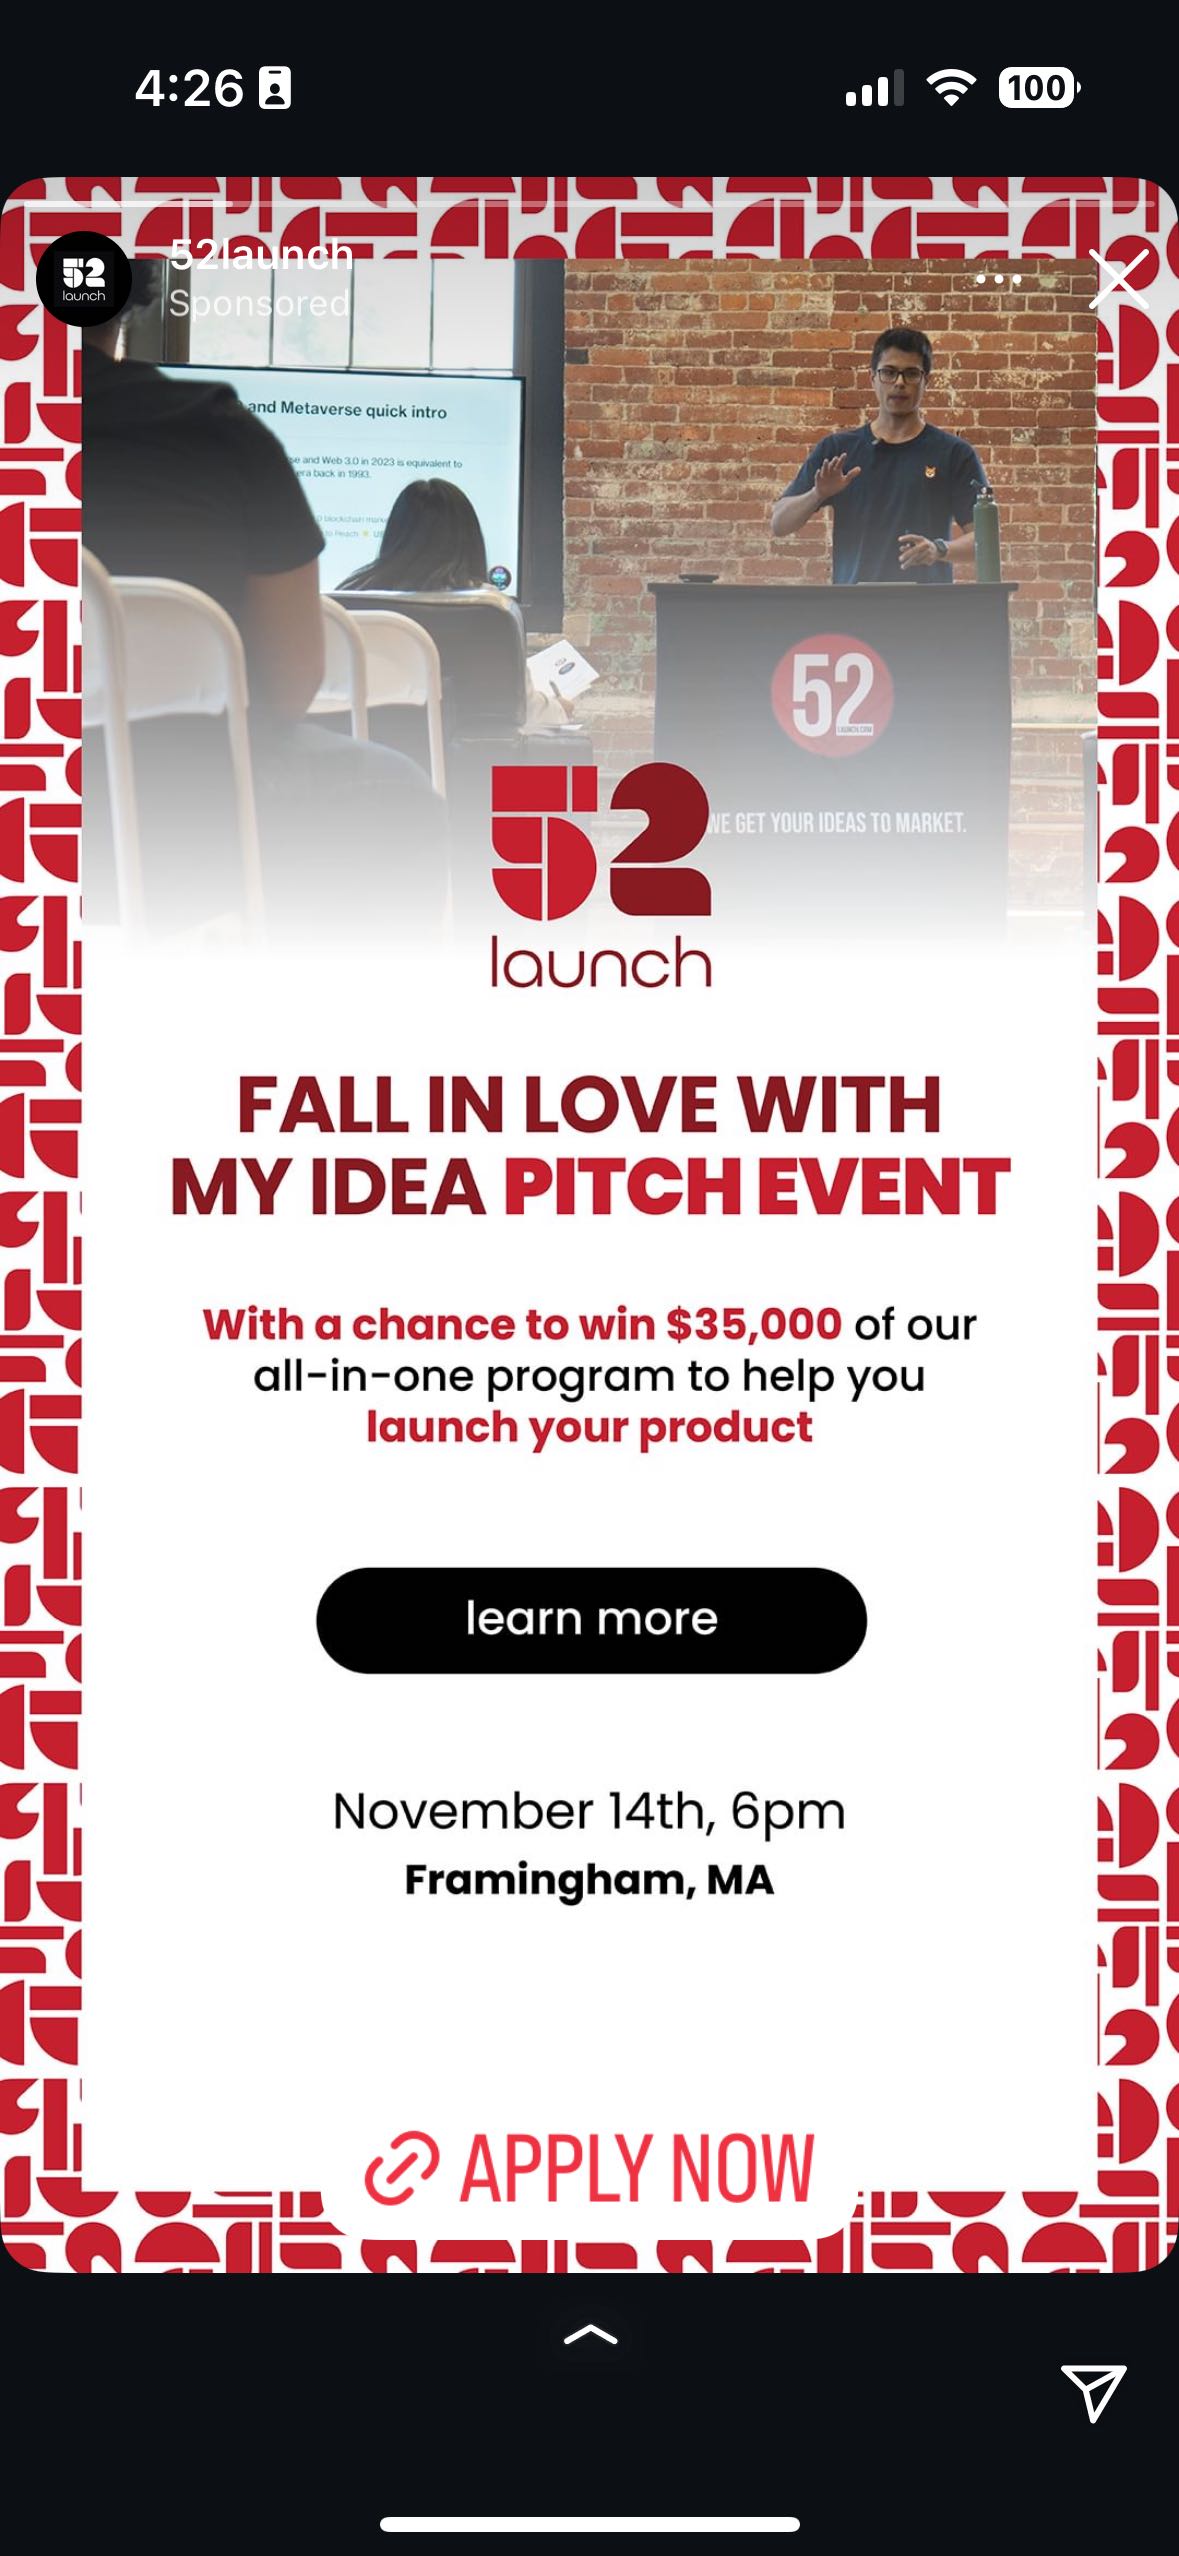 4:26
100
52
launch
52launch
Sponsored
and Metaverse quick intro
and Web 3.0 in 2023 is equivalent to
era back in 1993.
52
WE GET YOUR IDEAS TO MARKET.
52
launch
FALL IN LOVE WITH
MY IDEA PITCH EVENT
With a chance to win $35,000 of our
all-in-one program to help you
launch your product
learn more
November 14th, 6pm
Framingham, MA
APPLY NOW